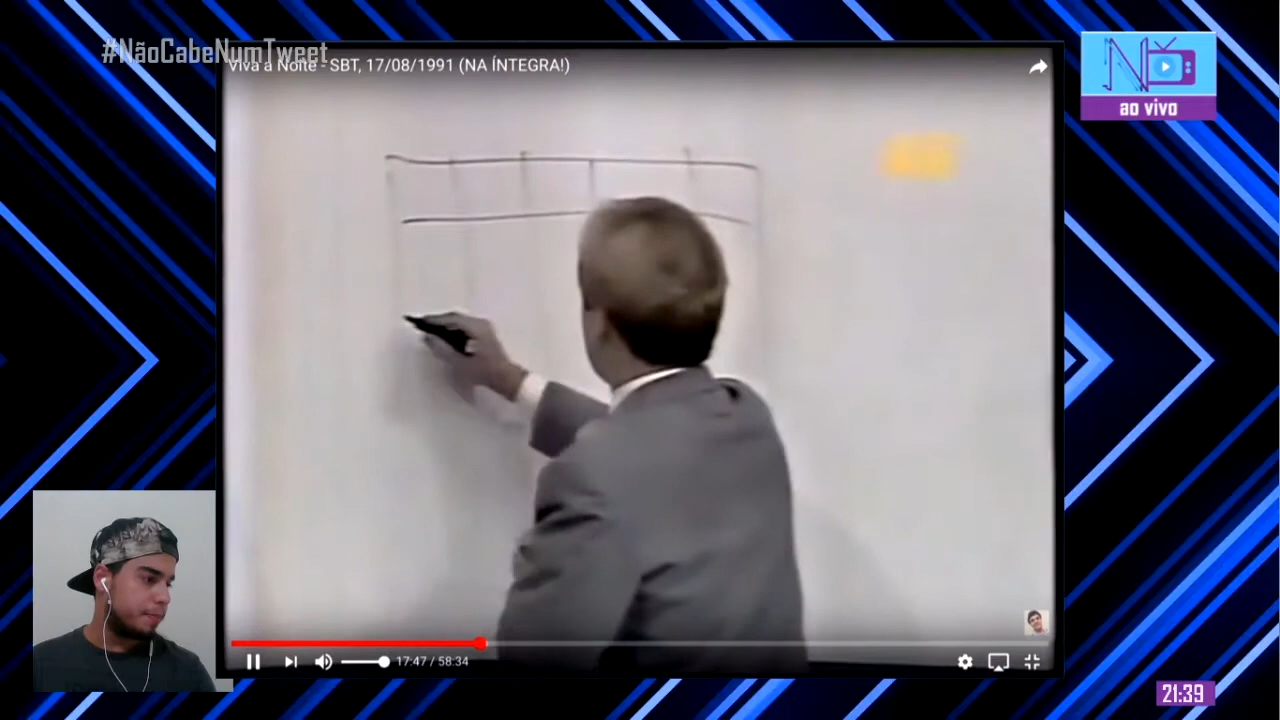 #NãoCabeNumTweet
Viva a Noite - SBT, 17/08/1991 (NA ÍNTEGRA!)
N
ao vivo
17:47 / 58:34
21:39